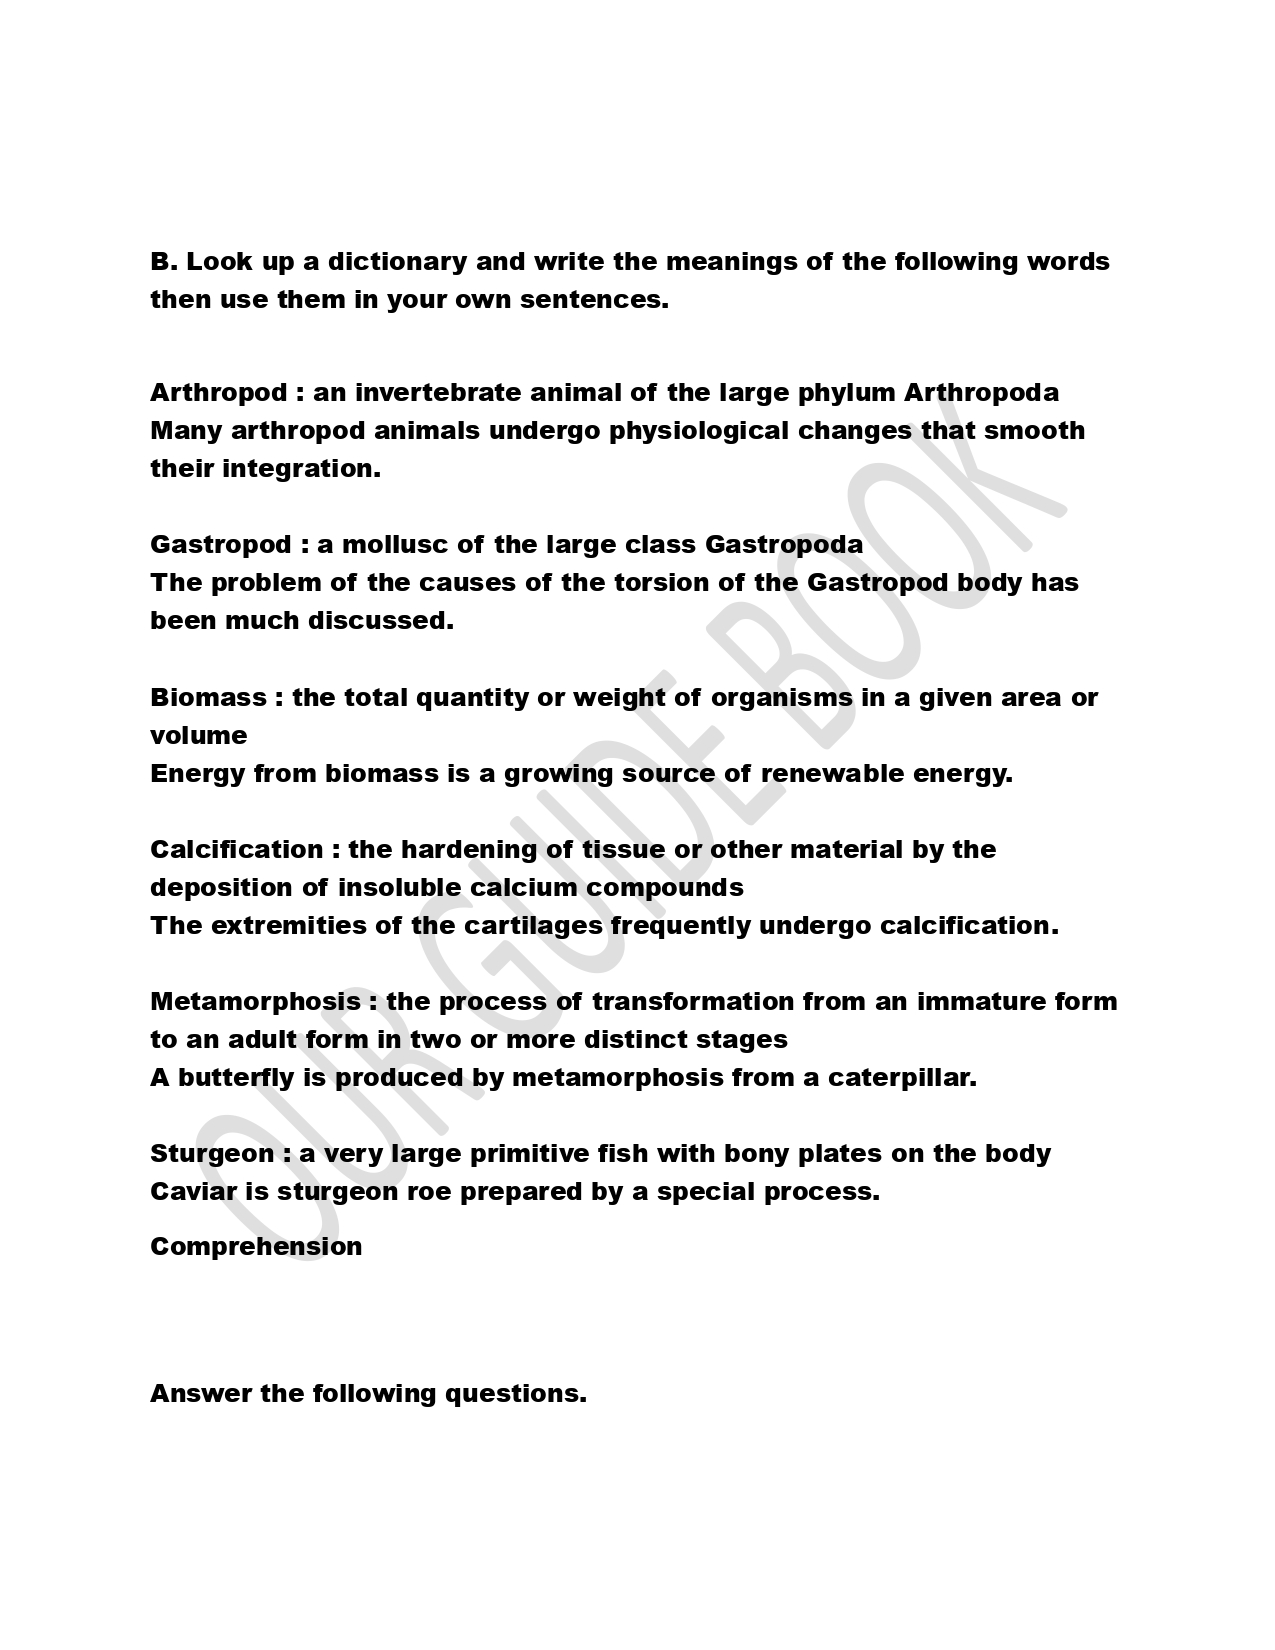 B. Look up a dictionary and write the meanings of the following words
then use them in your own sentences.
Arthropod : an invertebrate animal of the large phylum Arthropoda
Many arthropod animals undergo physiological changes that smooth
their integration.
Gastropod : a mollusc of the large class Gastropoda
The problem of the causes of the torsion of the Gastropod body has
been much discussed.
Biomass : the total quantity or weight of organisms in a given area or
volume
Energy from biomass is a growing source of renewable energy.
Calcification : the hardening of tissue or other material by the
deposition of insoluble calcium compounds
The extremities of the cartilages frequently undergo calcification.
Metamorphosis : the process of transformation from an immature form
to an adult form in two or more distinct stages
A butterfly is produced by metamorphosis from a caterpillar.
Sturgeon : a very large primitive fish with bony plates on the body
Caviar is sturgeon roe prepared by a special process.
Comprehension
Answer the following questions.
OUR GUIDE BOOK